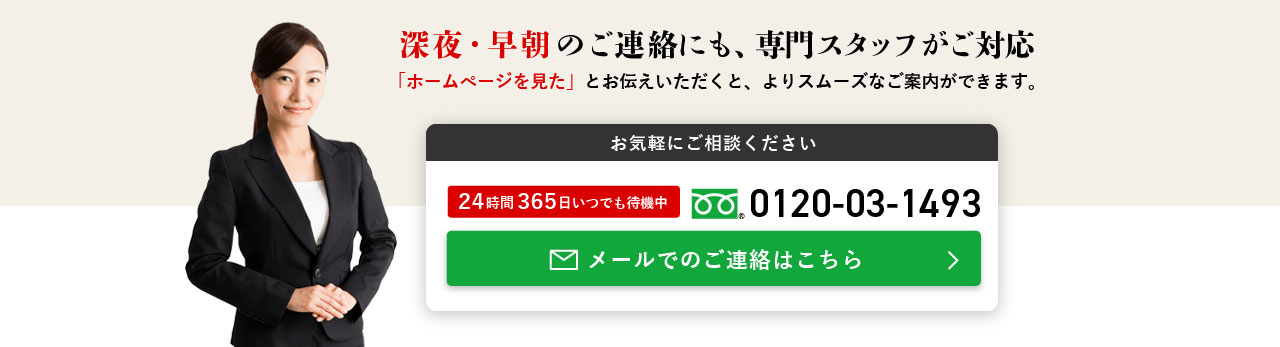 深夜・早朝のご連絡にも、専門スタッフがご対応
「ホームページを見た」とお伝えいただくと、よりスムーズなご案内ができます。
お気軽にご相談ください
24時間365日いつでも待機中
® 0120-03-1493
メールでのご連絡はこちら